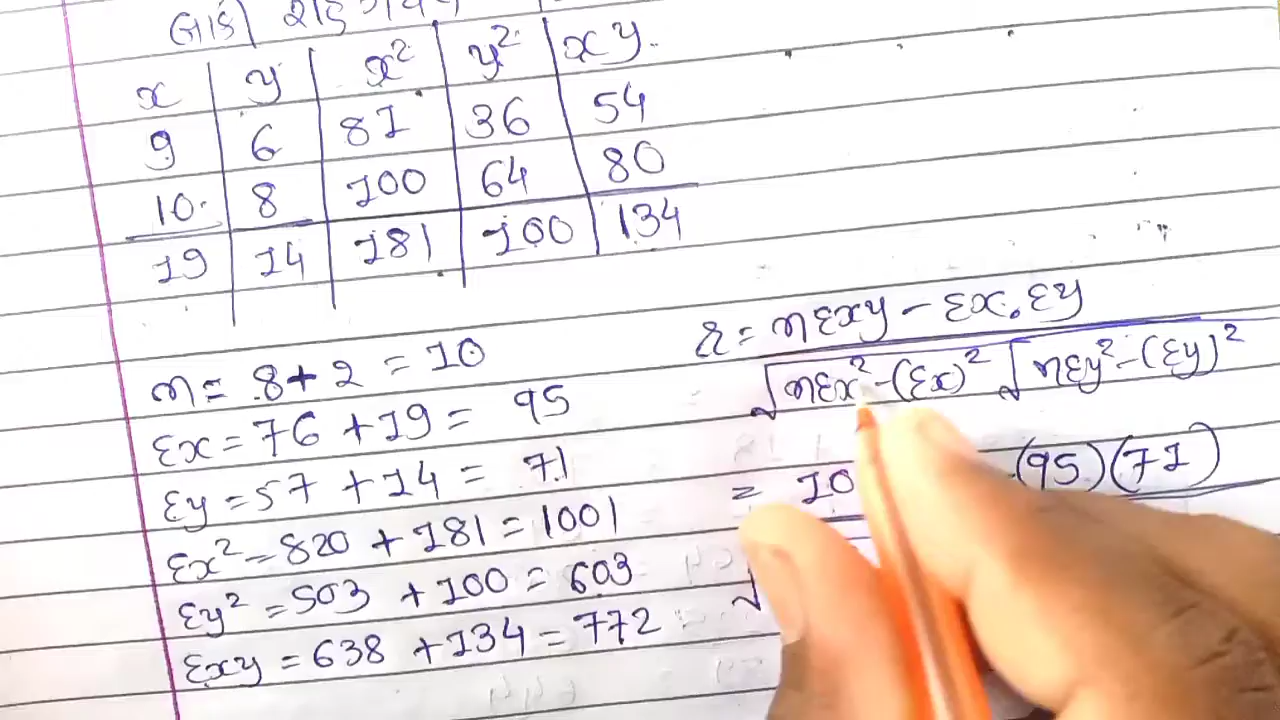 બાકી
x y x² y² xy
9 6 81 36 54
10 8 100 64 80
19 14 181 100 134
n = 8 + 2 = 10
Σx = 76 + 19 = 95
Σy = 57 + 14 = 71
Σx² = 820 + 181 = 1001
Σy² = 503 + 100 = 603
Σxy = 638 + 134 = 772
r = nΣxy - Σx.Σy
√nΣx² - (Σx)² √nΣy² - (Σy)²
= 10 (95)(71)
√